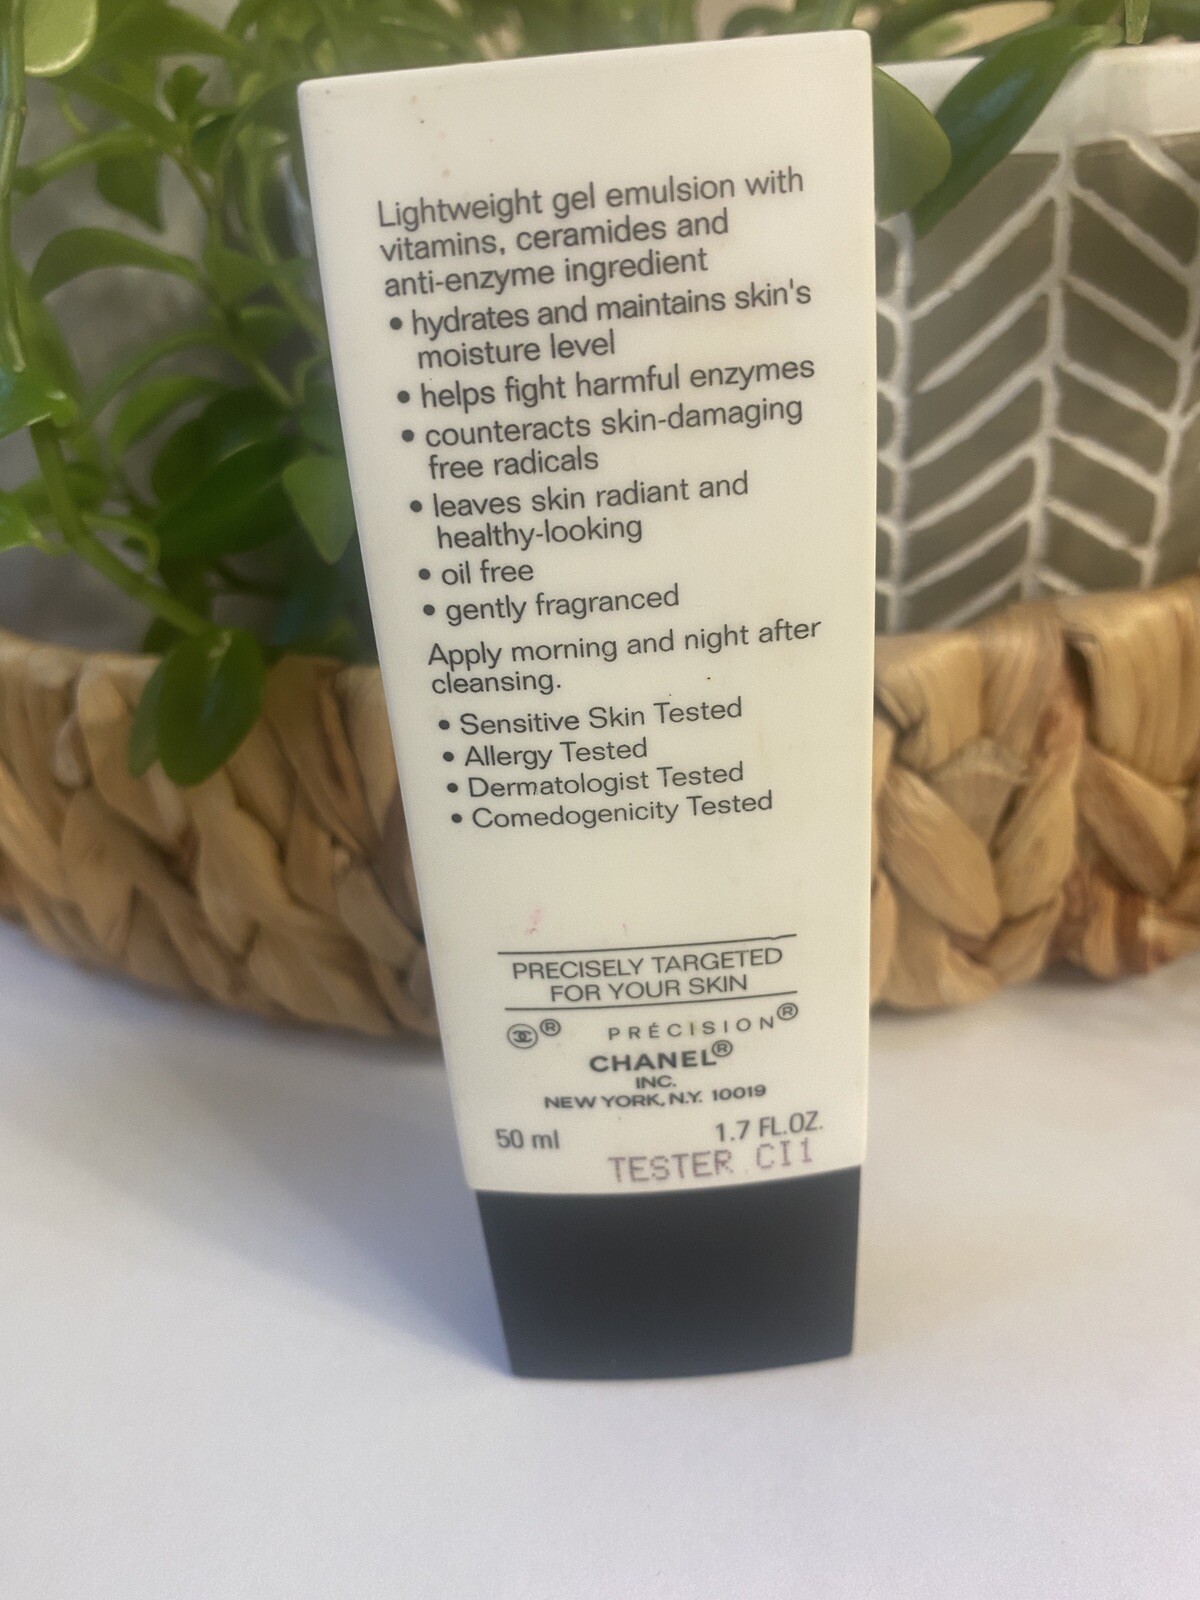 Lightweight gel emulsion with
vitamins, ceramides and
anti-enzyme ingredient
• hydrates and maintains skin's
moisture level
• helps fight harmful enzymes
• counteracts skin-damaging
free radicals
• leaves skin radiant and
healthy-looking
• oil free
• gently fragranced
Apply morning and night after
cleansing.
• Sensitive Skin Tested
• Allergy Tested
• Dermatologist Tested
• Comedogenicity Tested
PRECISELY TARGETED
FOR YOUR SKIN
® PRÉCISION®
CHANEL®
INC.
NEW YORK, N.Y. 10019
50 ml 1.7 FL.OZ.
TESTER CI1